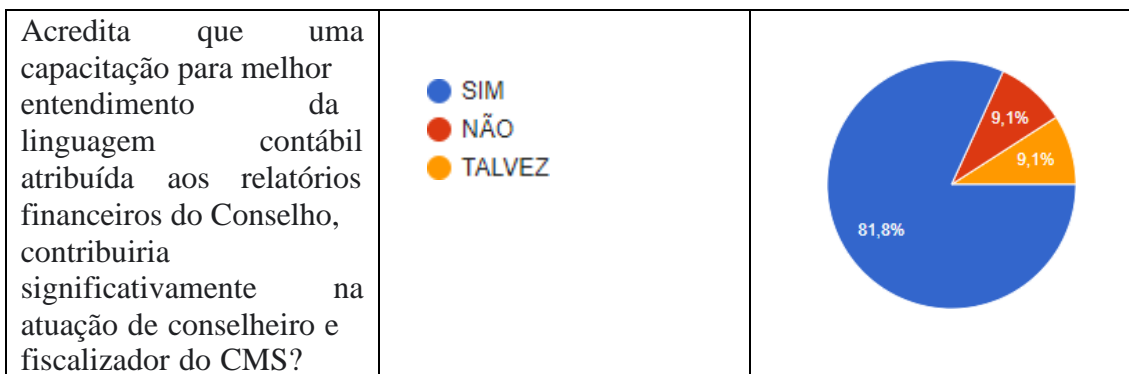 Acredita que uma
capacitação para melhor
entendimento da
linguagem contábil
atribuída aos relatórios
financeiros do Conselho,
contribuiria
significativamente na
atuação de conselheiro e
fiscalizador do CMS?
SIM
NÃO
TALVEZ
9,1%
9,1%
81,8%